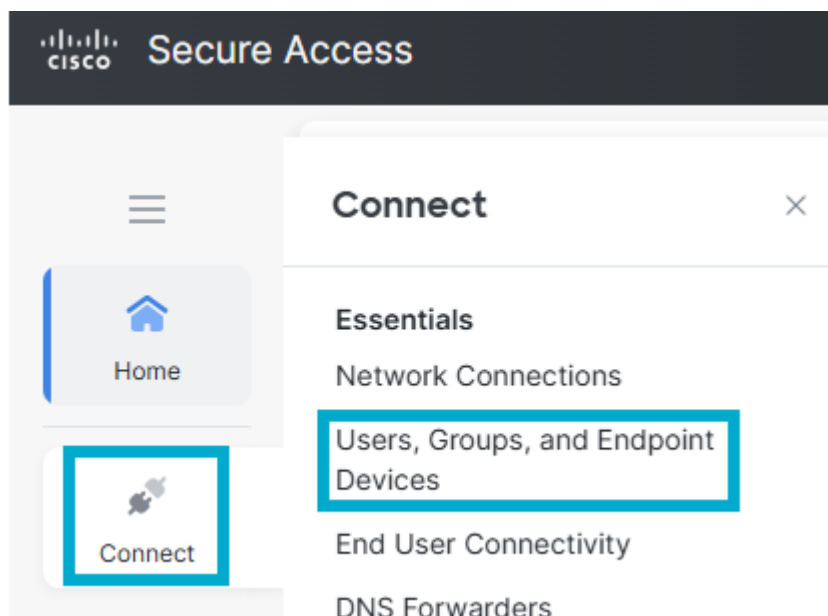 cisco Secure Access
Connect
Home
Essentials
Network Connections
Users, Groups, and Endpoint
Devices
Connect
End User Connectivity
DNS Forwarders